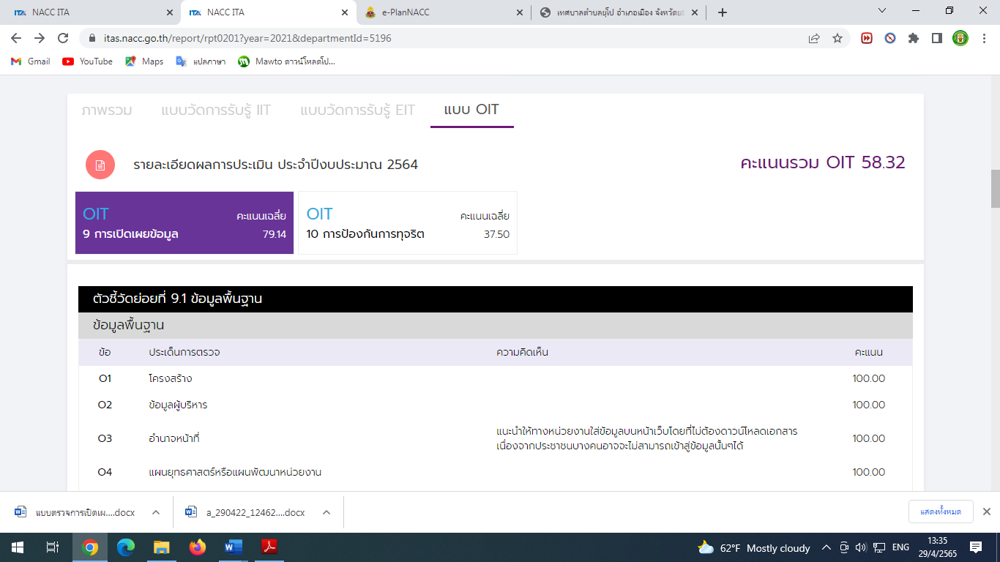 NACC ITA
NACC ITA
e-PlanNACC
เทศบาลตำบลยุโป อำเภอเมือง จังหวัดยะ
itas.nacc.go.th/report/rpt0201?year=2021&departmentId=5196
Gmail
YouTube
Maps
แปลภาษา
Mawto ดาวน์โหลดโป...
ภาพรวม
แบบวัดการรับรู้ IIT
แบบวัดการรับรู้ EIT
แบบ OIT
รายละเอียดผลการประเมิน ประจำปีงบประมาณ 2564
คะแนนรวม OIT 58.32
OIT
คะแนนเฉลี่ย
9 การเปิดเผยข้อมูล
79.14
OIT
คะแนนเฉลี่ย
10 การป้องกันการทุจริต
37.50
ตัวชี้วัดย่อยที่ 9.1 ข้อมูลพื้นฐาน
ข้อมูลพื้นฐาน
ข้อ ประเด็นการตรวจ ความคิดเห็น คะแนน
O1 โครงสร้าง 100.00
O2 ข้อมูลผู้บริหาร 100.00
O3 อำนาจหน้าที่
แนะนำให้ทางหน่วยงานใส่ข้อมูลบนหน้าเว็บโดยที่ไม่ต้องดาวน์โหลดเอกสาร
เนื่องจากประชาชนบางคนอาจจะไม่สามารถเข้าสู่ข้อมูลนั้นๆได้
100.00
O4 แผนยุทธศาสตร์หรือแผนพัฒนาหน่วยงาน 100.00
แบบตรวจการเปิดเผ....docx
a_290422_12462....docx
แสดงทั้งหมด
62°F Mostly cloudy
ENG
13:35
29/4/2565